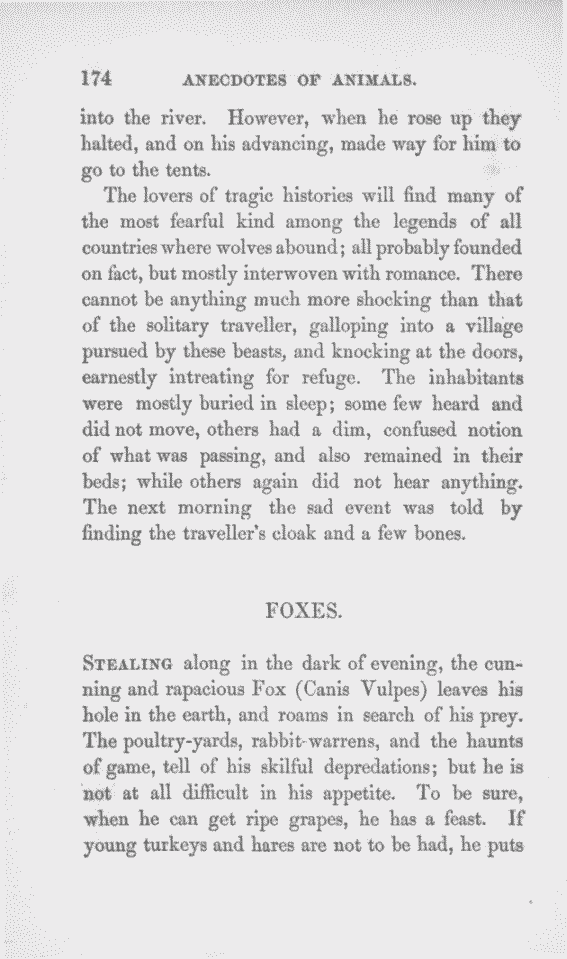 174 ANECDOTES OF ANIMALS.
into the river. However, when he rose up they
halted, and on his advancing, made way for him to
go to the tents.
The lovers of tragic histories will find many of
the most fearful kind among the legends of all
countries where wolves abound; all probably founded
on fact, but mostly interwoven with romance. There
cannot be anything much more shocking than that
of the solitary traveller, galloping into a village
pursued by these beasts, and knocking at the doors,
earnestly intreating for refuge. The inhabitants
were mostly buried in sleep; some few heard and
did not move, others had a dim, confused notion
of what was passing, and also remained in their
beds; while others again did not hear anything.
The next morning the sad event was told by
finding the traveller's cloak and a few bones.
FOXES.
STEALING along in the dark of evening, the cun-
ning and rapacious Fox (Canis Vulpes) leaves his
hole in the earth, and roams in search of his prey.
The poultry-yards, rabbit-warrens, and the haunts
of game, tell of his skilful depredations; but he is
not at all difficult in his appetite. To be sure,
when he can get ripe grapes, he has a feast. If
young turkeys and hares are not to be had, he puts